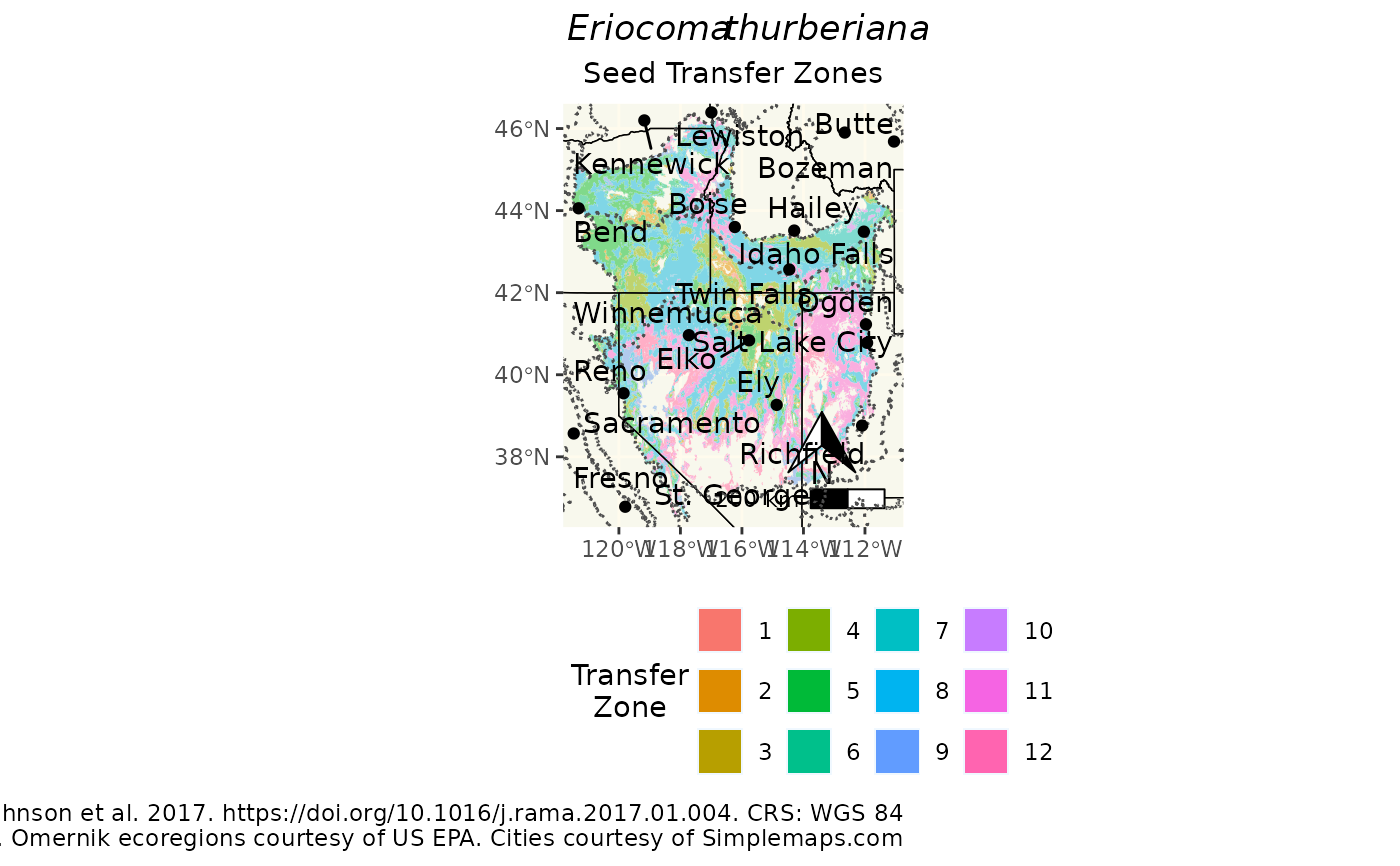 Eriocoma thurberiana
Seed Transfer Zones
46°N
44°N
42°N
40°N
38°N
Butte
Lewiston
Kennewick
Bozeman
Boise
Hailey
Bend
Idaho Falls
Twin Falls
Ogden
Winnemucca
Salt Lake City
Elko
Reno
Ely
Sacramento
Richfield
N
Fresno
St. George
200 km
120°W 118°W 116°W 114°W 112°W
Transfer
Zone
1 4 7 10
2 5 8 11
3 6 9 12
hnson et al. 2017. https://doi.org/10.1016/j.rama.2017.01.004. CRS: WGS 84
. Omernik ecoregions courtesy of US EPA. Cities courtesy of Simplemaps.com